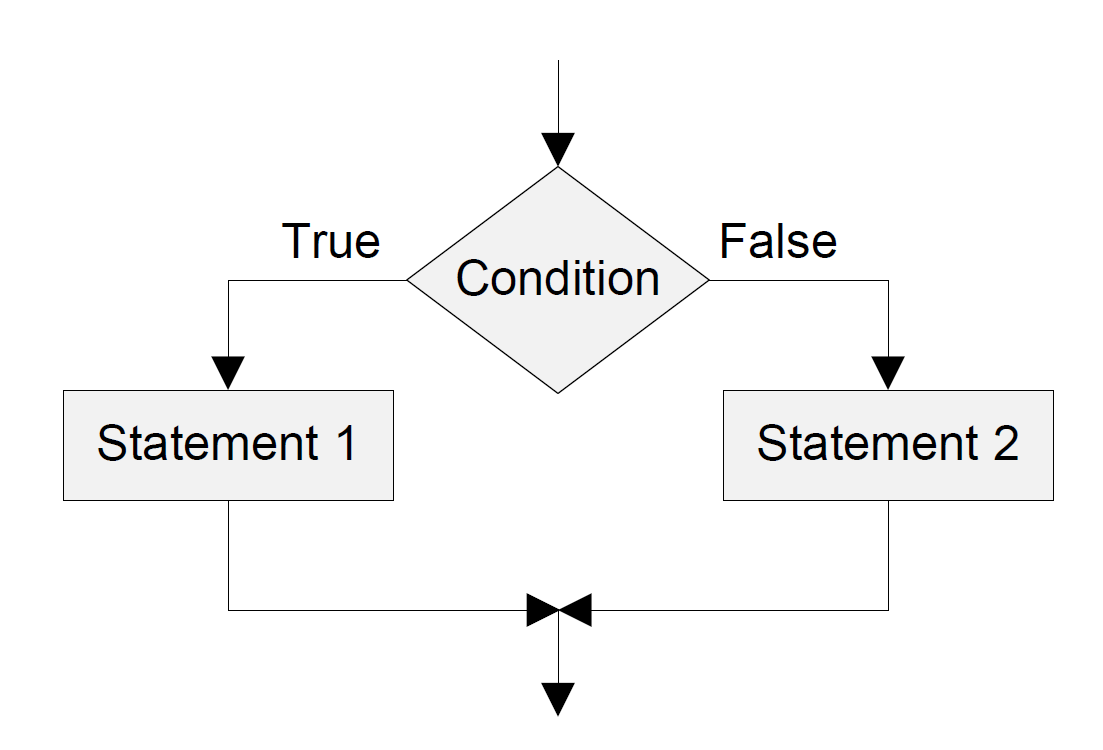 True
False
Condition
Statement 1
Statement 2